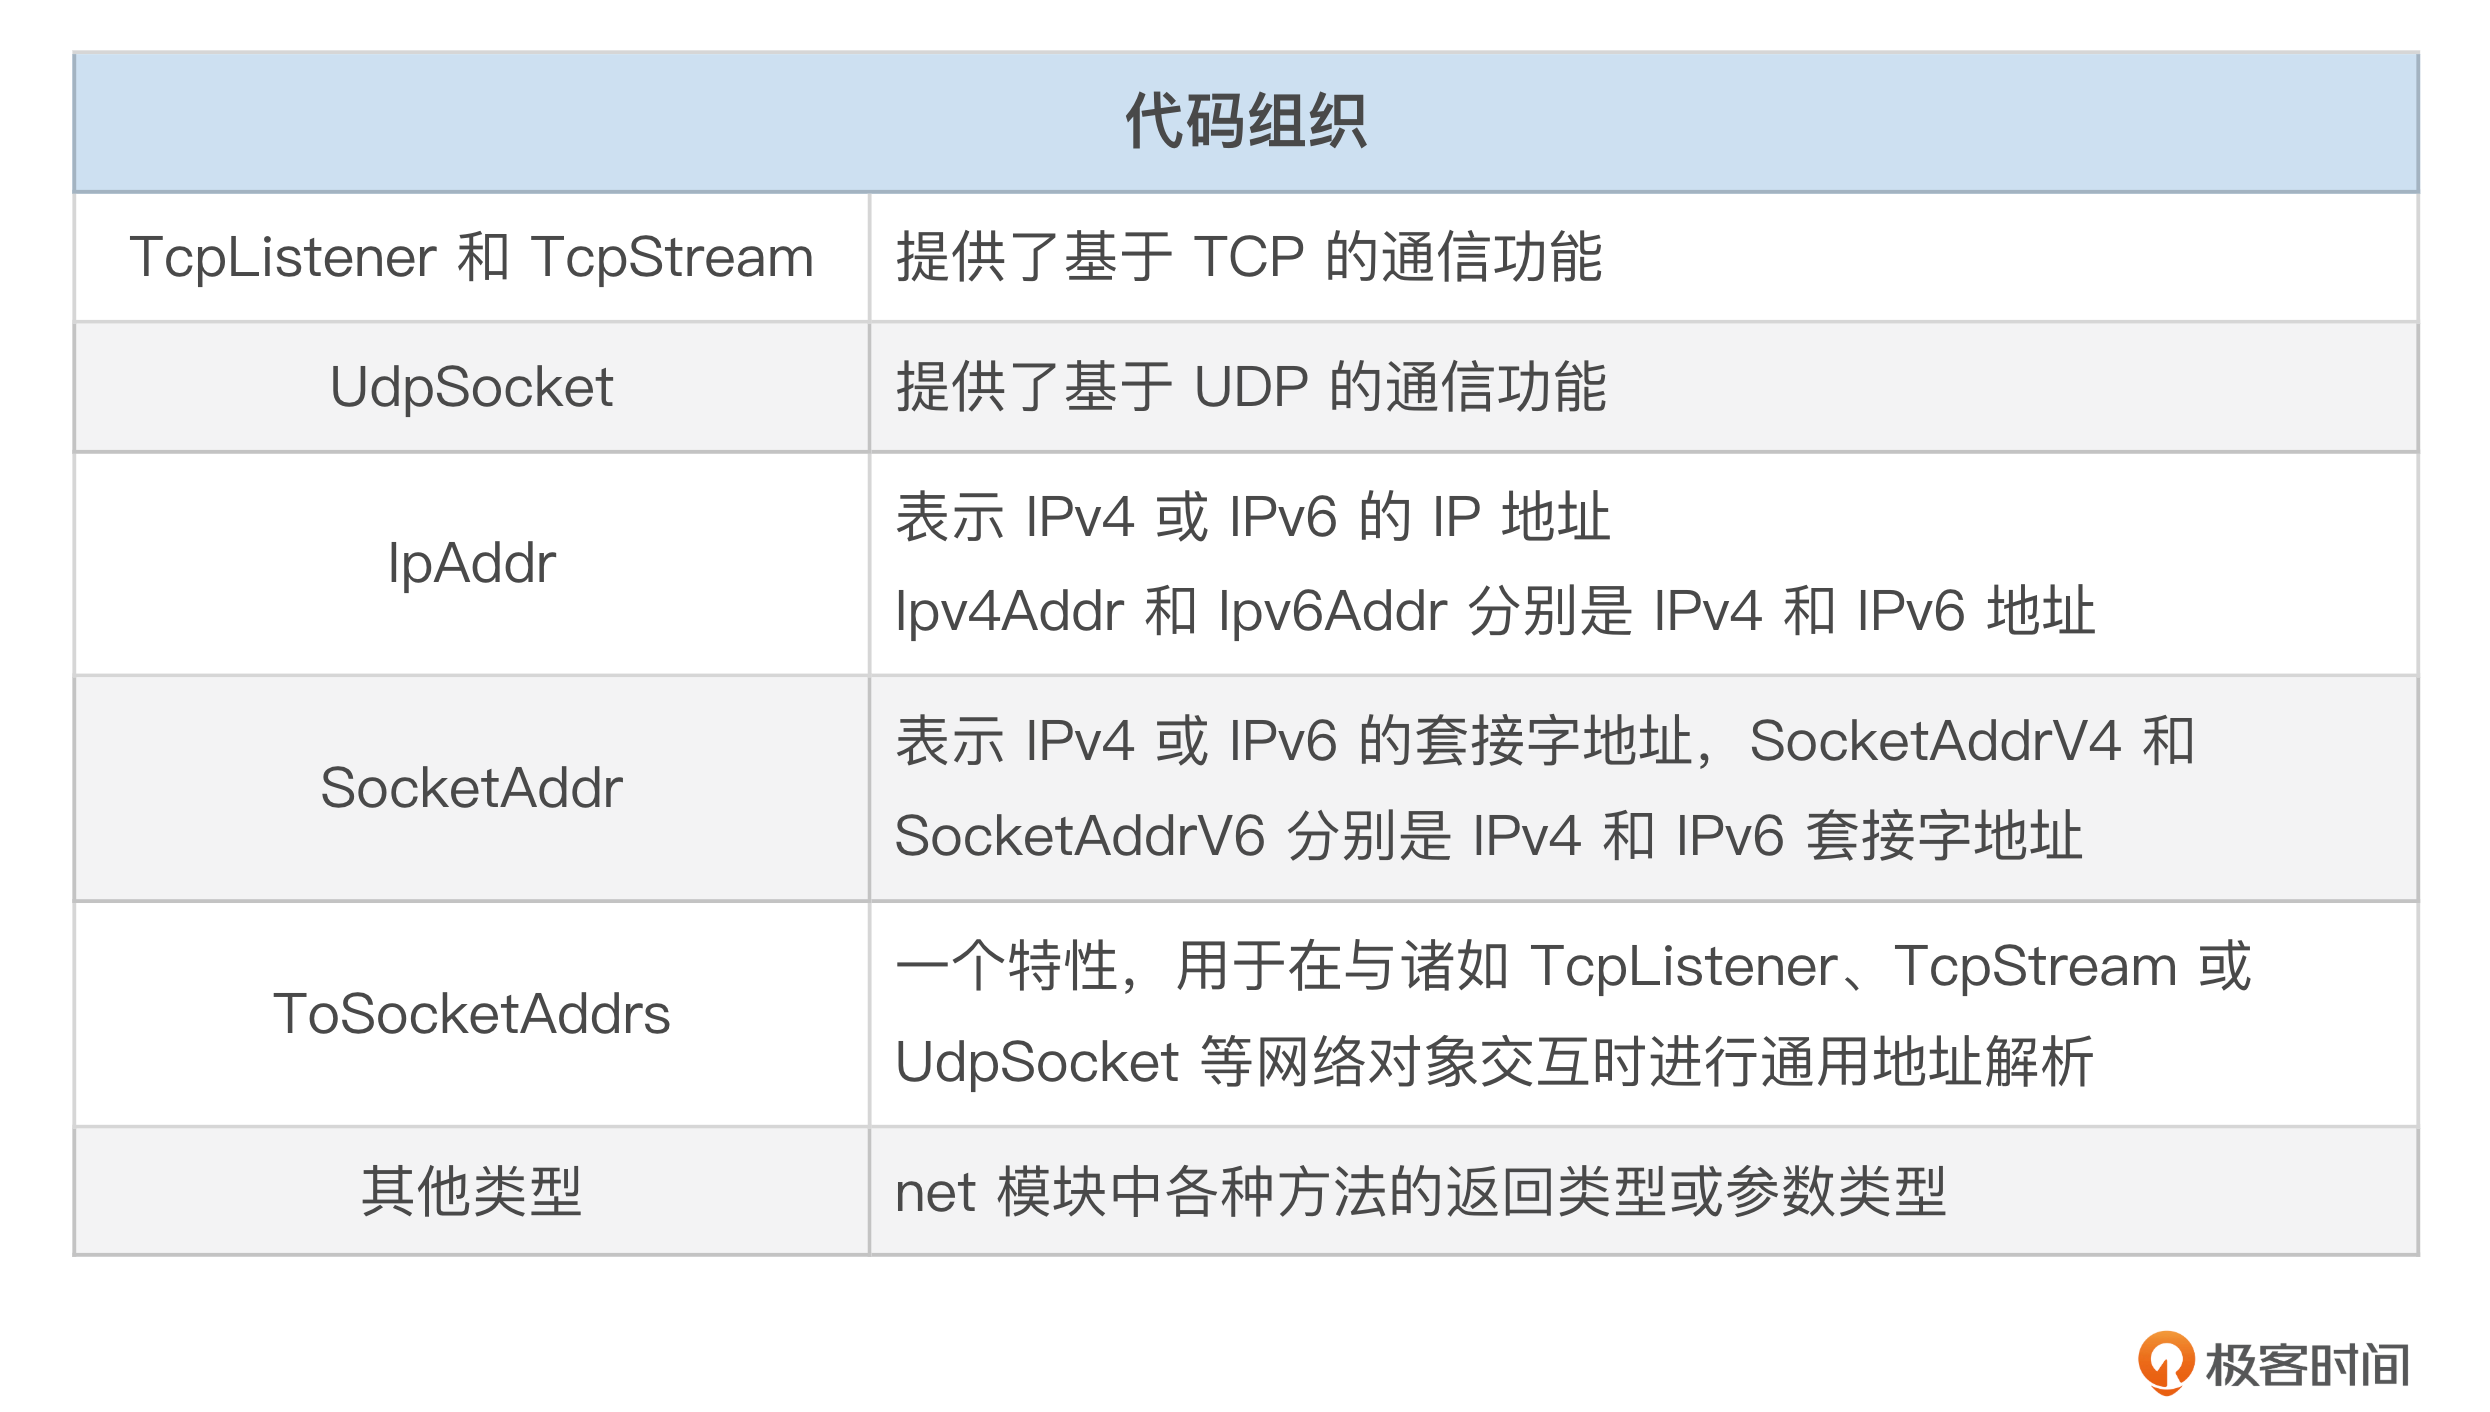 代码组织
TcpListener 和 TcpStream
提供了基于 TCP 的通信功能
UdpSocket
提供了基于 UDP 的通信功能
IpAddr
表示 IPv4 或 IPv6 的 IP 地址
Ipv4Addr 和 Ipv6Addr 分别是 IPv4 和 IPv6 地址
SocketAddr
表示 IPv4 或 IPv6 的套接字地址，SocketAddrV4 和
SocketAddrV6 分别是 IPv4 和 IPv6 套接字地址
ToSocketAddrs
一个特性，用于在与诸如 TcpListener、TcpStream 或
UdpSocket 等网络对象交互时进行通用地址解析
其他类型
net 模块中各种方法的返回类型或参数类型
极客时间